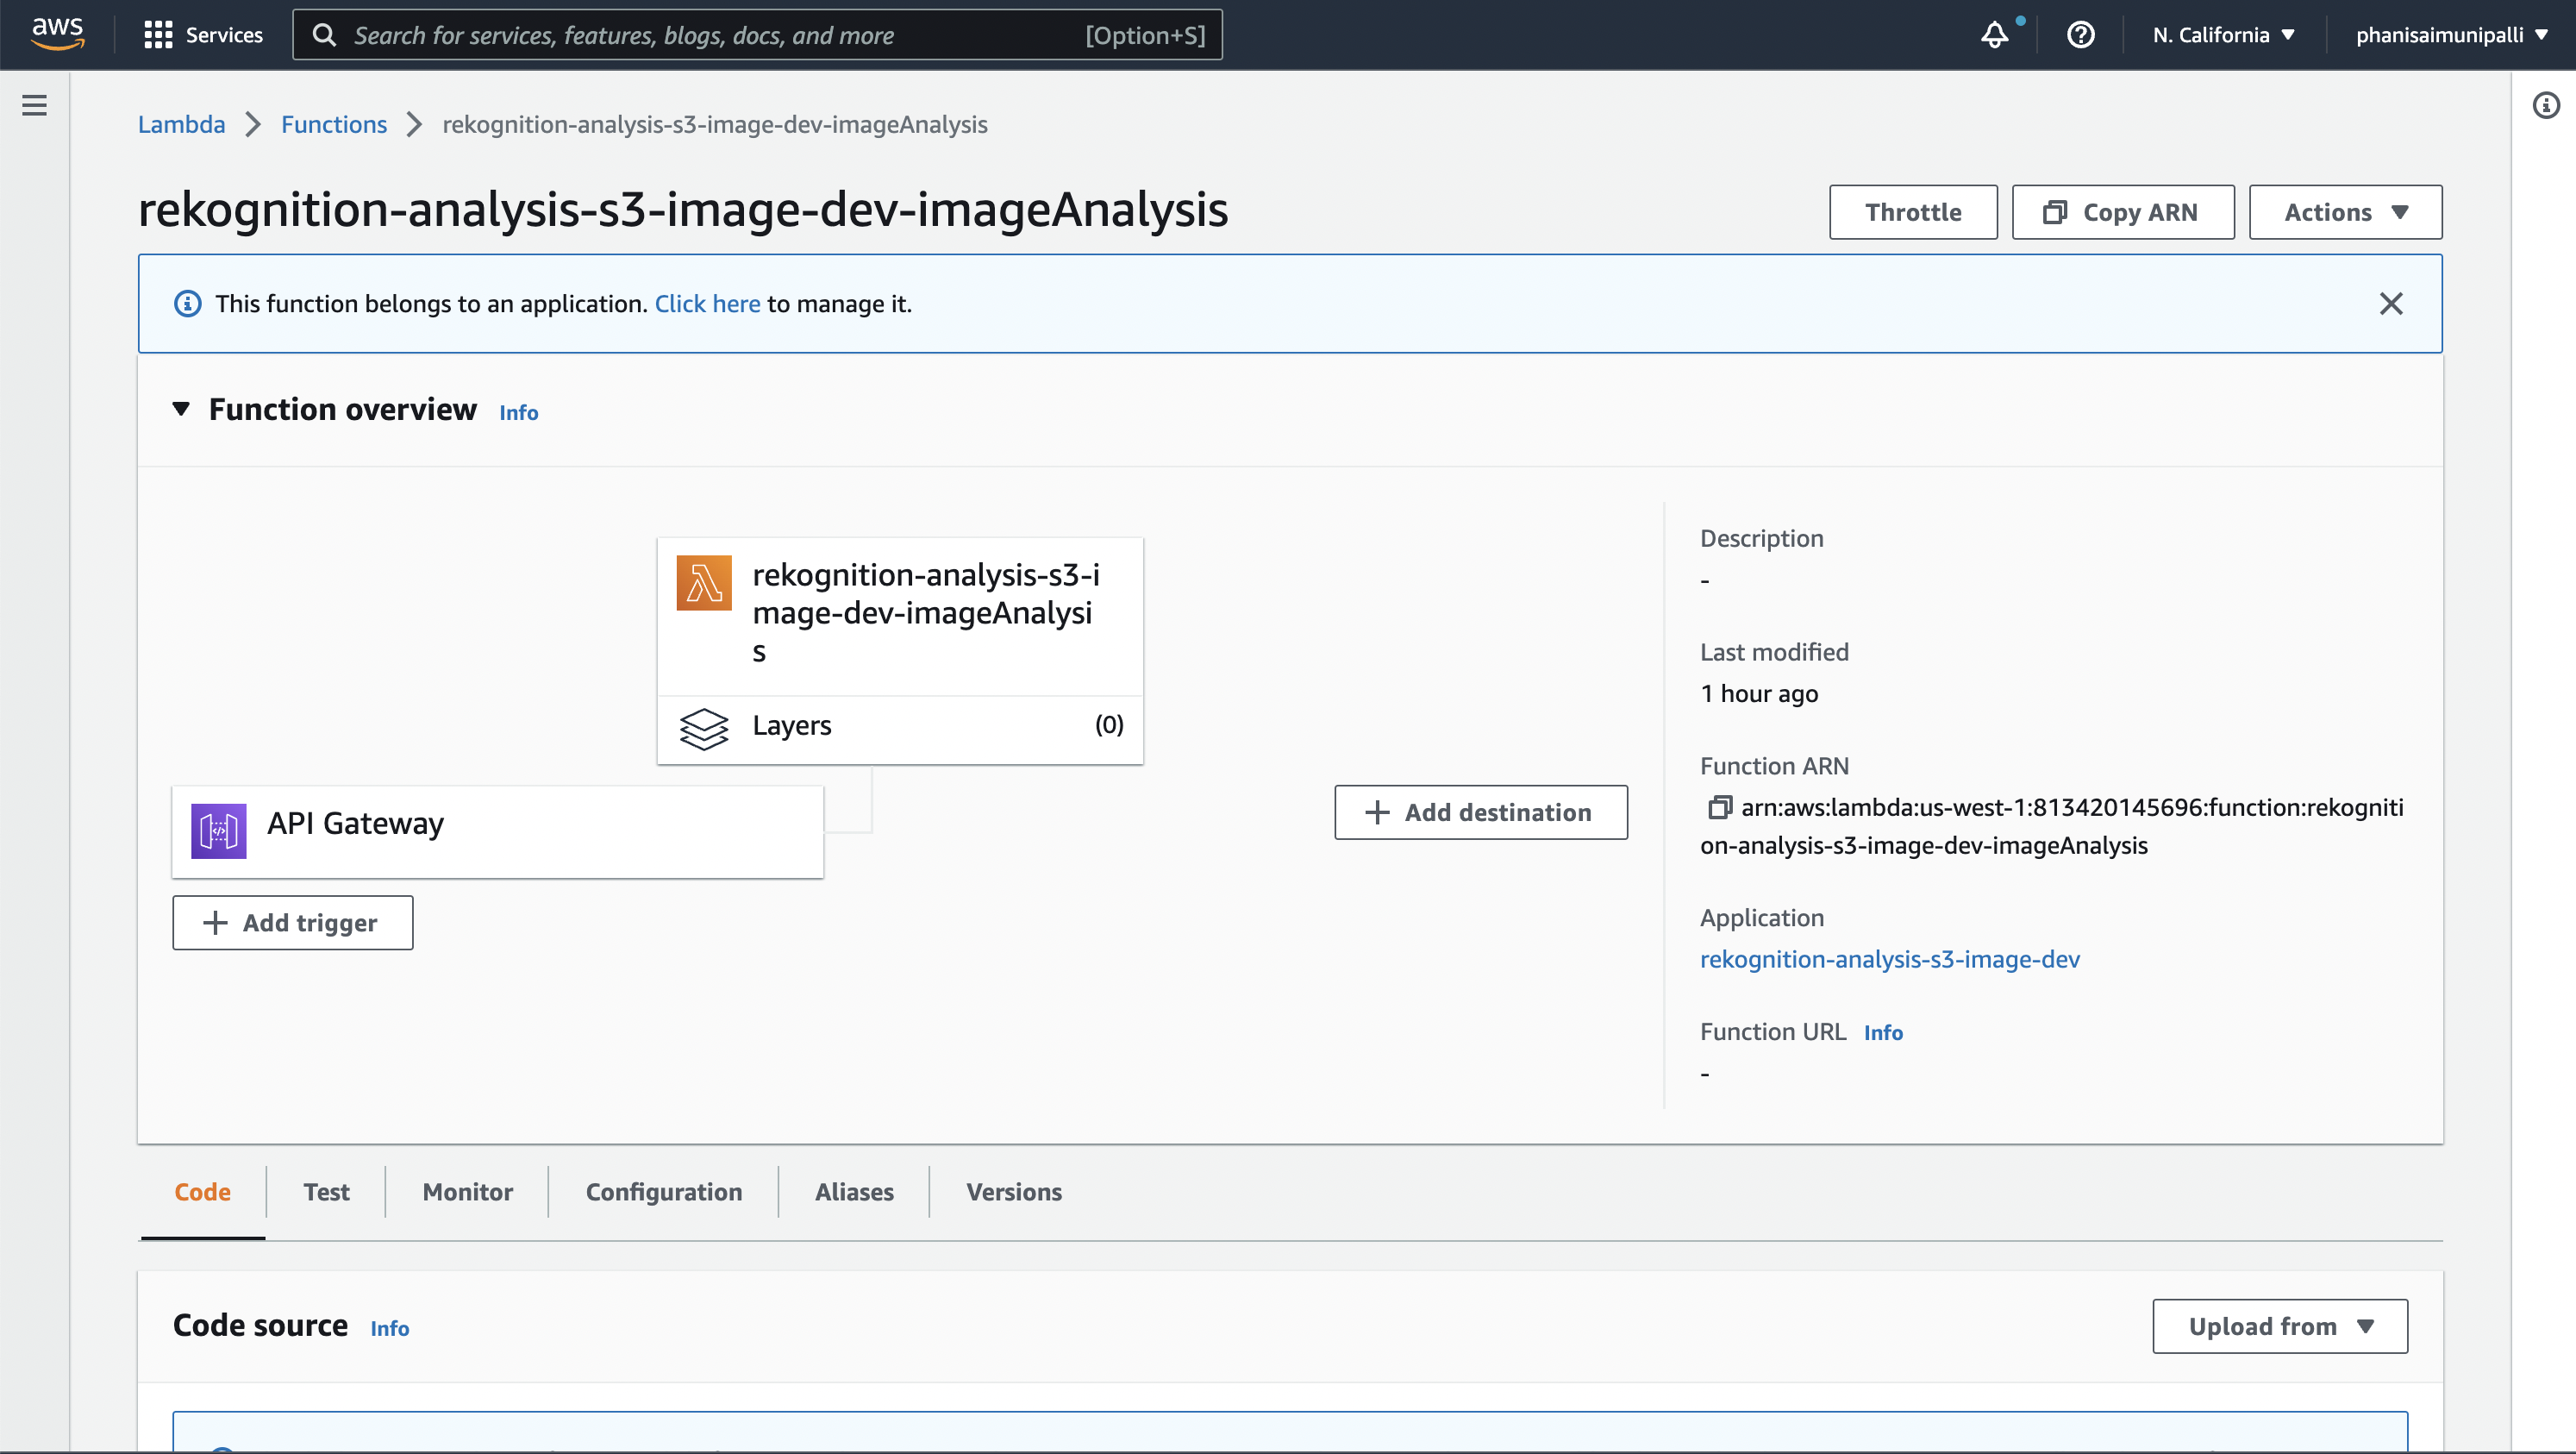 aws
Services
Search for services, features, blogs, docs, and more
[Option+S]
N. California
phanisaimunipalli
Lambda
Functions
rekognition-analysis-s3-image-dev-imageAnalysis
rekognition-analysis-s3-image-dev-imageAnalysis
Throttle
Copy ARN
Actions
This function belongs to an application. Click here to manage it.
Function overview Info
rekognition-analysis-s3-i
mage-dev-imageAnalysi
s
Layers
(0)
API Gateway
+ Add trigger
+ Add destination
Description
-
Last modified
1 hour ago
Function ARN
arn:aws:lambda:us-west-1:813420145696:function:rekogniti
on-analysis-s3-image-dev-imageAnalysis
Application
rekognition-analysis-s3-image-dev
Function URL Info
-
Code
Test
Monitor
Configuration
Aliases
Versions
Code source Info
Upload from